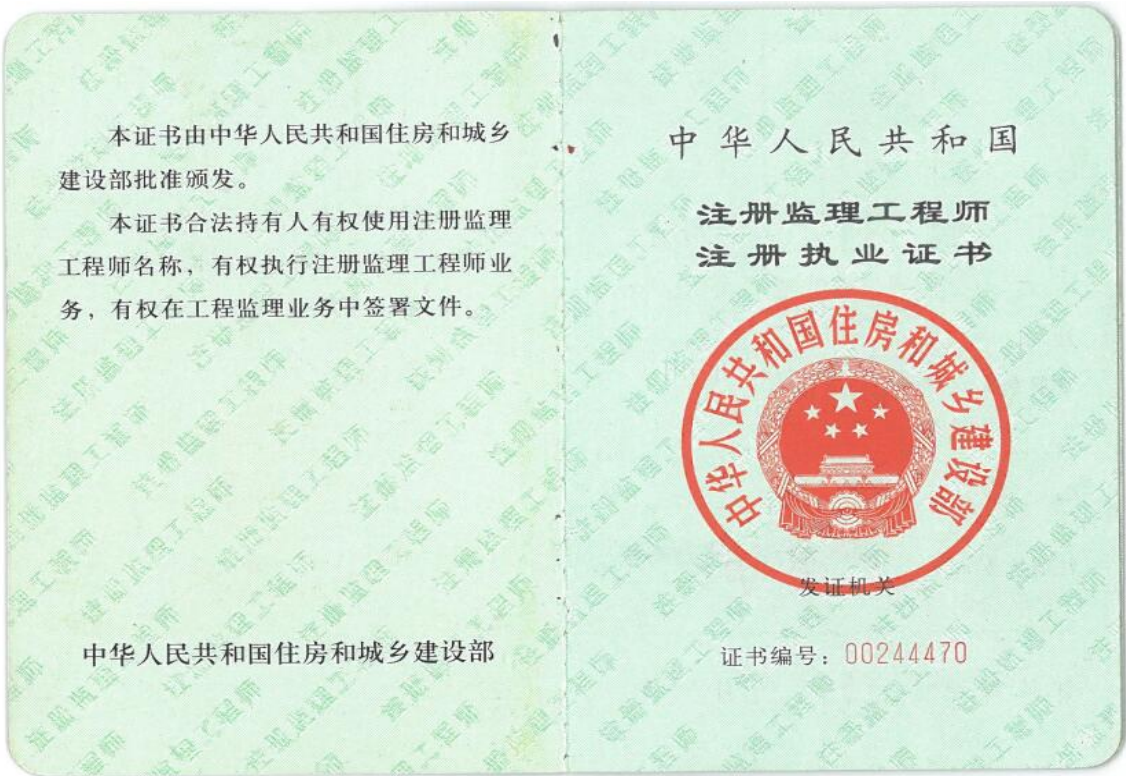 本证书由中华人民共和国住房和城乡
建设部批准颁发。
本证书合法持有人有权使用注册监理
工程师名称，有权执行注册监理工程师业
务，有权在工程监理业务中签署文件。
中华人民共和国住房和城乡建设部
中华人民共和国
注册监理工程师
注册执业证书
中华人民共和国住房和城乡建设部
发证机关
证书编号：00244470